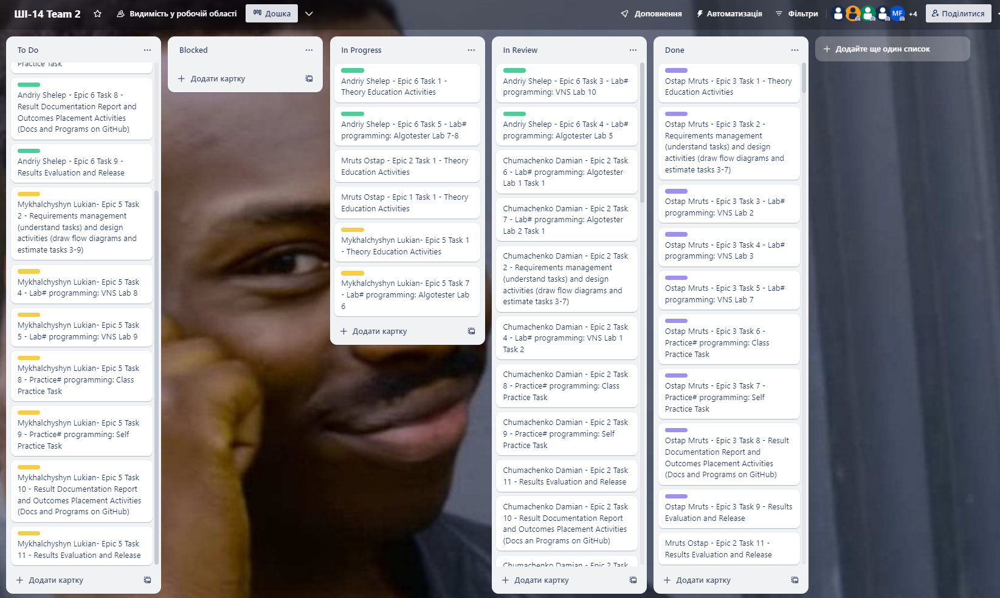 ШІ-14 Team 2
Видимість у робочій області
Дошка
Доповнення
Автоматизація
Фільтри
MF
+4
Поділитися
To Do
Practice Task
Andriy Shelep - Epic 6 Task 8 -
Result Documentation Report and
Outcomes Placement Activities
(Docs and Programs on GitHub)
Andriy Shelep - Epic 6 Task 9 -
Results Evaluation and Release
Mykhalchyshyn Lukian- Epic 5 Task
2 - Requirements management
(understand tasks) and design
activities (draw flow diagrams and
estimate tasks 3-9)
Mykhalchyshyn Lukian- Epic 5 Task
4 - Lab# programming: VNS Lab 8
Mykhalchyshyn Lukian- Epic 5 Task
5 - Lab# programming: VNS Lab 9
Mykhalchyshyn Lukian- Epic 5 Task
8 - Practice# programming: Class
Practice Task
Mykhalchyshyn Lukian- Epic 5 Task
9 - Practice# programming: Self
Practice Task
Mykhalchyshyn Lukian- Epic 5 Task
10 - Result Documentation Report
and Outcomes Placement Activities
(Docs and Programs on GitHub)
Mykhalchyshyn Lukian- Epic 5 Task
11 - Results Evaluation and Release
Додати картку
Blocked
Додати картку
In Progress
Andriy Shelep - Epic 6 Task 1 -
Theory Education Activities
Andriy Shelep - Epic 6 Task 5 - Lab#
programming: Algotester Lab 7-8
Mruts Ostap - Epic 2 Task 1 - Theory
Education Activities
Mruts Ostap - Epic 1 Task 1 - Theory
Education Activities
Mykhalchyshyn Lukian- Epic 5 Task 1
- Theory Education Activities
Mykhalchyshyn Lukian- Epic 5 Task 7
- Lab# programming: Algotester Lab
6
Додати картку
In Review
Andriy Shelep - Epic 6 Task 3 - Lab#
programming: VNS Lab 10
Andriy Shelep - Epic 6 Task 4 - Lab#
programming: Algotester Lab 5
Chumachenko Damian - Epic 2 Task
6 - Lab# programming: Algotester
Lab 1 Task 1
Chumachenko Damian - Epic 2 Task
7 - Lab# programming: Algotester
Lab 2 Task 1
Chumachenko Damian - Epic 2 Task
2 - Requirements management
(understand tasks) and design
activities (draw flow diagrams and
estimate tasks 3-7)
Chumachenko Damian - Epic 2 Task
4 - Lab# programming: VNS Lab 1
Task 2
Chumachenko Damian - Epic 2 Task
8 - Practice# programming: Class
Practice Task
Chumachenko Damian - Epic 2 Task
9 - Practice# programming: Self
Practice Task
Chumachenko Damian - Epic 2 Task
11 - Results Evaluation and Release
Chumachenko Damian - Epic 2 Task
10 - Result Documentation Report
and Outcomes Placement Activities
(Docs an Programs on GitHub)
Chumachenko Damian - Epic 2 Task
Додати картку
Done
Ostap Mruts - Epic 3 Task 1 - Theory
Education Activities
Ostap Mruts - Epic 3 Task 2 -
Requirements management
(understand tasks) and design
activities (draw flow diagrams and
estimate tasks 3-7)
Ostap Mruts - Epic 3 Task 3 - Lab#
programming: VNS Lab 2
Ostap Mruts - Epic 3 Task 4 - Lab#
programming: VNS Lab 3
Ostap Mruts - Epic 3 Task 5 - Lab#
programming: VNS Lab 7
Ostap Mruts - Epic 3 Task 6 -
Practice# programming: Class
Practice Task
Ostap Mruts - Epic 3 Task 7 -
Practice# programming: Self
Practice Task
Ostap Mruts - Epic 3 Task 8 - Result
Documentation Report and
Outcomes Placement Activities
(Docs and Programs on GitHub)
Ostap Mruts - Epic 3 Task 9 - Results
Evaluation and Release
Mruts Ostap - Epic 2 Task 11 -
Results Evaluation and Release
Додати картку
Додайте ще один список